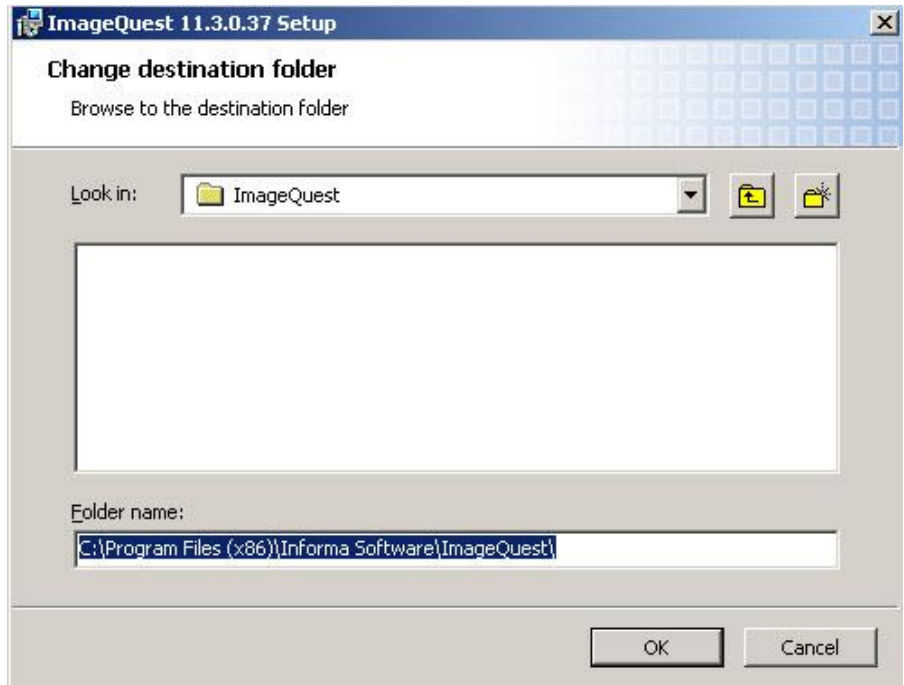 ImageQuest 11.3.0.37 Setup
Change destination folder
Browse to the destination folder
Look in:
ImageQuest
Folder name:
C:\Program Files (x86)\Informa Software\ImageQuest\
OK
Cancel